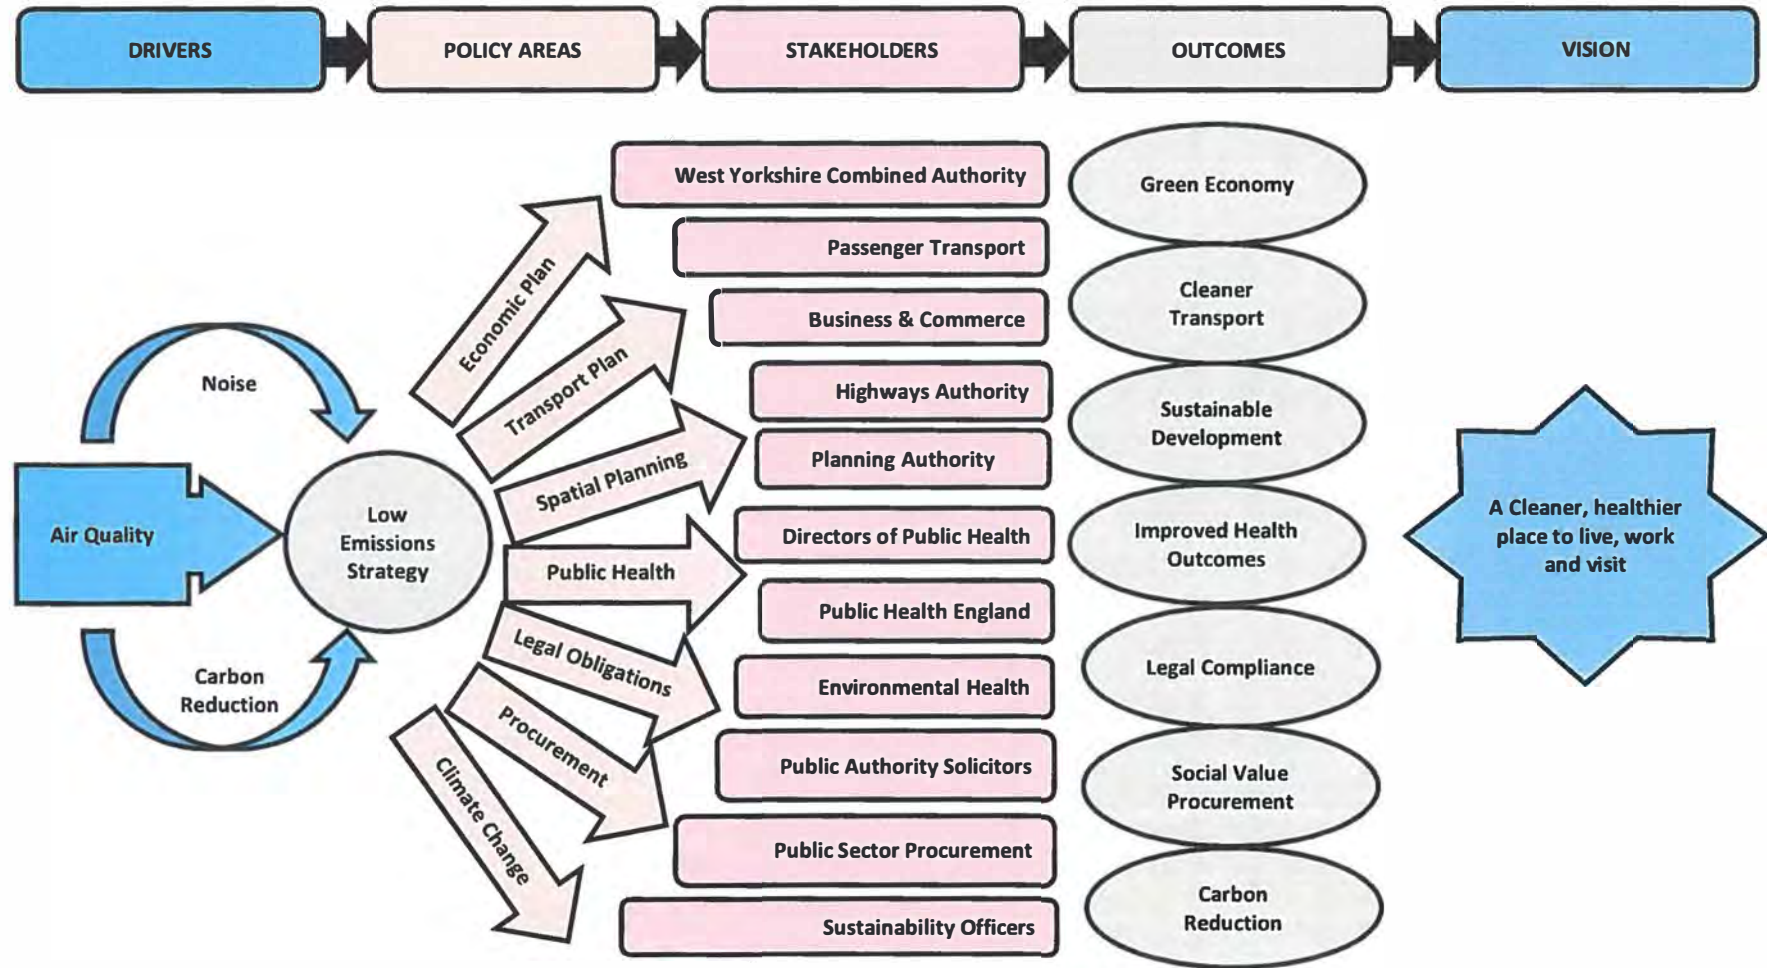 DRIVERS
POLICY AREAS
STAKEHOLDERS
OUTCOMES
VISION
Noise
Air Quality
Carbon
Reduction
Low
Emissions
Strategy
Economic Plan
Transport Plan
Spatial Planning
Public Health
Legal Obligations
Procurement
Climate Change
West Yorkshire Combined Authority
Passenger Transport
Business & Commerce
Highways Authority
Planning Authority
Directors of Public Health
Public Health England
Environmental Health
Public Authority Solicitors
Public Sector Procurement
Sustainability Officers
Green Economy
Cleaner
Transport
Sustainable
Development
Improved Health
Outcomes
Legal Compliance
Social Value
Procurement
Carbon
Reduction
A Cleaner, healthier
place to live, work
and visit